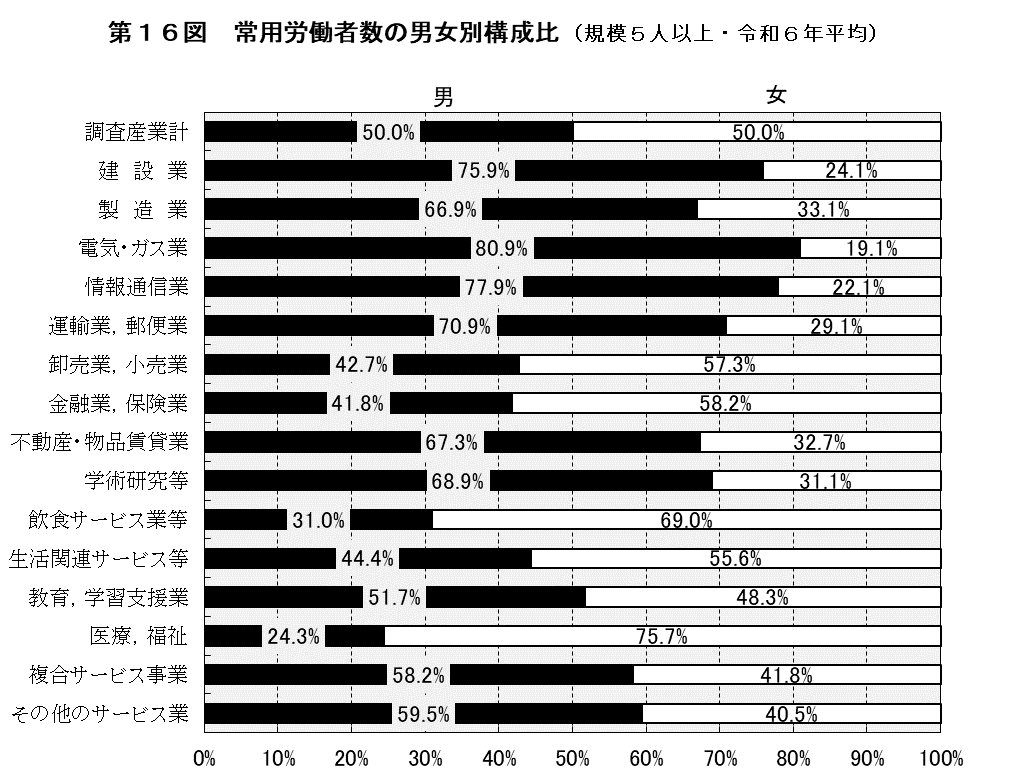 第１６図　常用労働者数の男女別構成比（規模５人以上・令和６年平均）
男 女
調査産業計 50.0% 50.0%
建設業 75.9% 24.1%
製造業 66.9% 33.1%
電気・ガス業 80.9% 19.1%
情報通信業 77.9% 22.1%
運輸業，郵便業 70.9% 29.1%
卸売業，小売業 42.7% 57.3%
金融業，保険業 41.8% 58.2%
不動産・物品賃貸業 67.3% 32.7%
学術研究等 68.9% 31.1%
飲食サービス業等 31.0% 69.0%
生活関連サービス等 44.4% 55.6%
教育，学習支援業 51.7% 48.3%
医療，福祉 24.3% 75.7%
複合サービス事業 58.2% 41.8%
その他のサービス業 59.5% 40.5%
0% 10% 20% 30% 40% 50% 60% 70% 80% 90% 100%